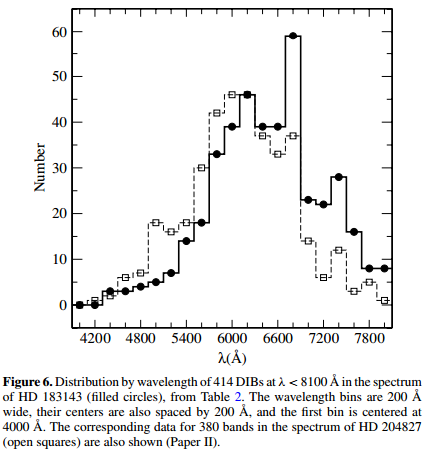 60
50
40
30
20
10
0
Number
4200 4800 5400 6000 6600 7200 7800
λ(Å)
Figure 6. Distribution by wavelength of 414 DIBs at λ < 8100 Å in the spectrum
of HD 183143 (filled circles), from Table 2. The wavelength bins are 200 Å
wide, their centers are also spaced by 200 Å, and the first bin is centered at
4000 Å. The corresponding data for 380 bands in the spectrum of HD 204827
(open squares) are also shown (Paper II).